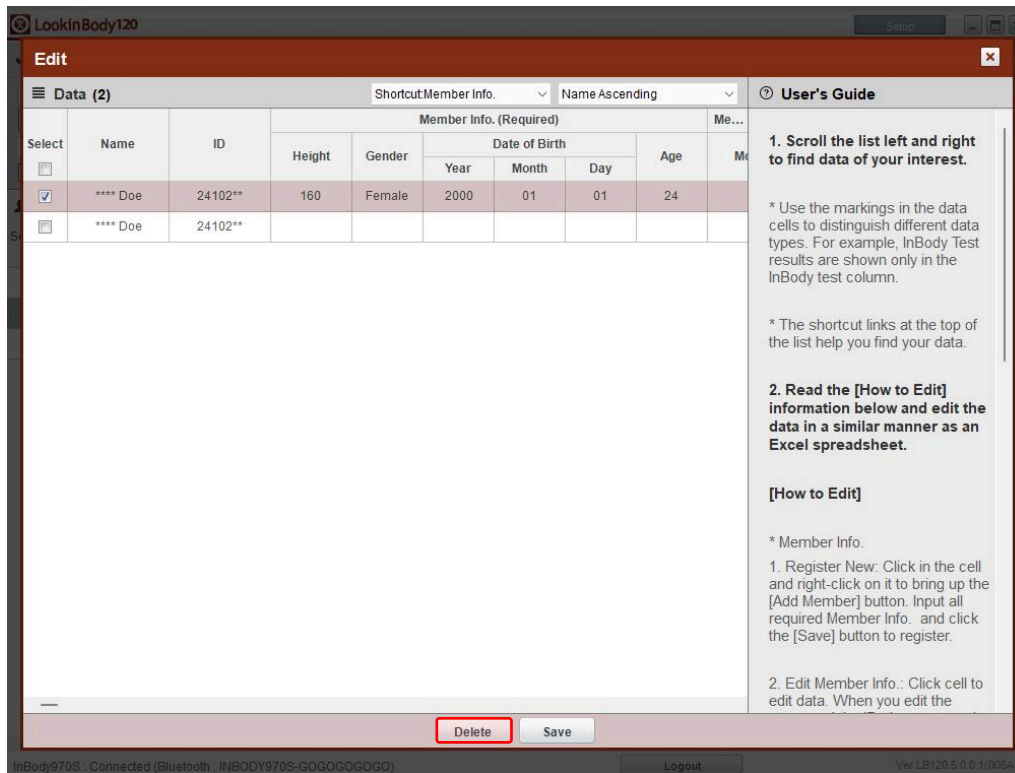 LookinBody120
Setup
Edit
Data (2)
Shortcut:Member Info.
Name Ascending
User's Guide
Select
Name
ID
Member Info. (Required)
Me...
Height
Gender
Date of Birth
Age
Year
Month
Day
**** Doe 24102** 160 Female 2000 01 01 24
**** Doe 24102**
1. Scroll the list left and right
to find data of your interest.
* Use the markings in the data
cells to distinguish different data
types. For example, InBody Test
results are shown only in the
InBody test column.
* The shortcut links at the top of
the list help you find your data.
2. Read the [How to Edit]
information below and edit the
data in a similar manner as an
Excel spreadsheet.
[How to Edit]
* Member Info.
1. Register New: Click in the cell
and right-click on it to bring up the
[Add Member] button. Input all
required Member Info. and click
the [Save] button to register.
2. Edit Member Info.: Click cell to
edit data. When you edit the
Delete
Save
InBody970S : Connected (Bluetooth : INBODY970S-GOGOGOGOGO)
Logout
Ver.LB120.5.0.0.1(005A